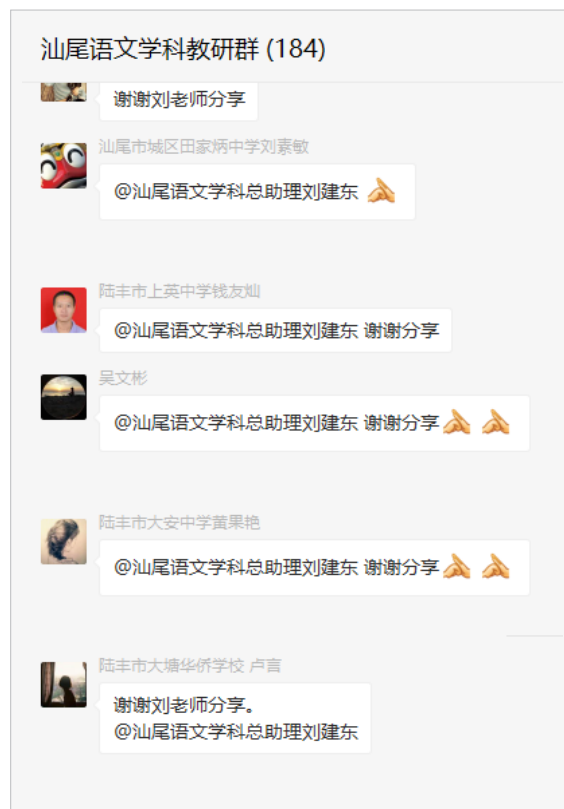 汕尾语文学科教研群 (184)
谢谢刘老师分享
汕尾市城区田家炳中学刘素敏
@汕尾语文学科总助理刘建东
陆丰市上英中学钱友灿
@汕尾语文学科总助理刘建东 谢谢分享
吴文彬
@汕尾语文学科总助理刘建东 谢谢分享
陆丰市大安中学黄果艳
@汕尾语文学科总助理刘建东 谢谢分享
陆丰市大塘华侨学校 卢言
谢谢刘老师分享。
@汕尾语文学科总助理刘建东